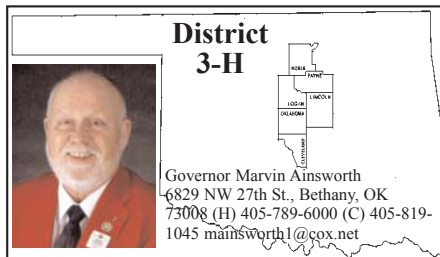 District
3-H
NOBLE
PAYNE
LOGAN
LINCOLN
OKLAHOMA
CLEVELAND
Governor Marvin Ainsworth
6829 NW 27th St., Bethany, OK
73008 (H) 405-789-6000 (C) 405-819-
1045 mainsworth1@cox.net